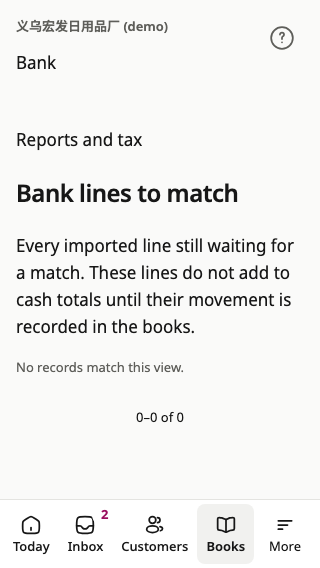 义乌宏发日用品厂 (demo)
Bank
Reports and tax
Bank lines to match
Every imported line still waiting for
a match. These lines do not add to
cash totals until their movement is
recorded in the books.
No records match this view.
0–0 of 0
2
Today
Inbox
Customers
Books
More